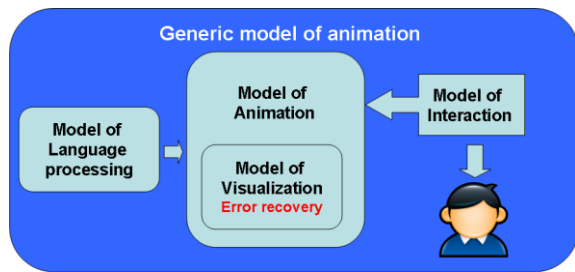 Generic model of animation
Model of
Language
processing
Model of
Animation
Model of
Visualization
Error recovery
Model of
Interaction